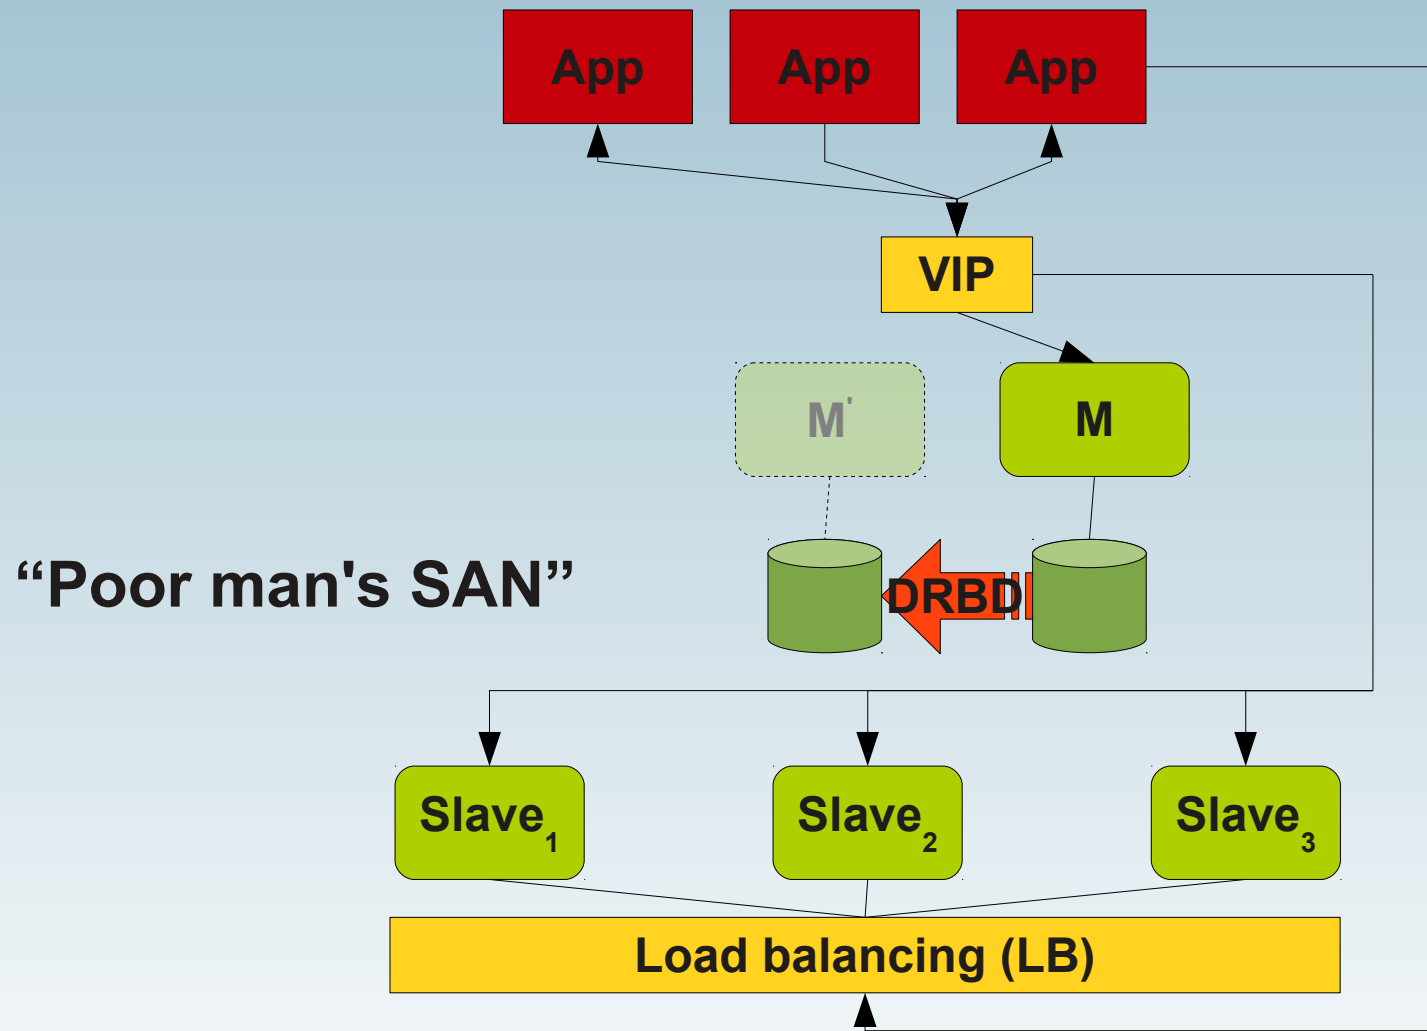 App App App
VIP
M' M
“Poor man's SAN”
DRBD
Slave1 Slave2 Slave3
Load balancing (LB)